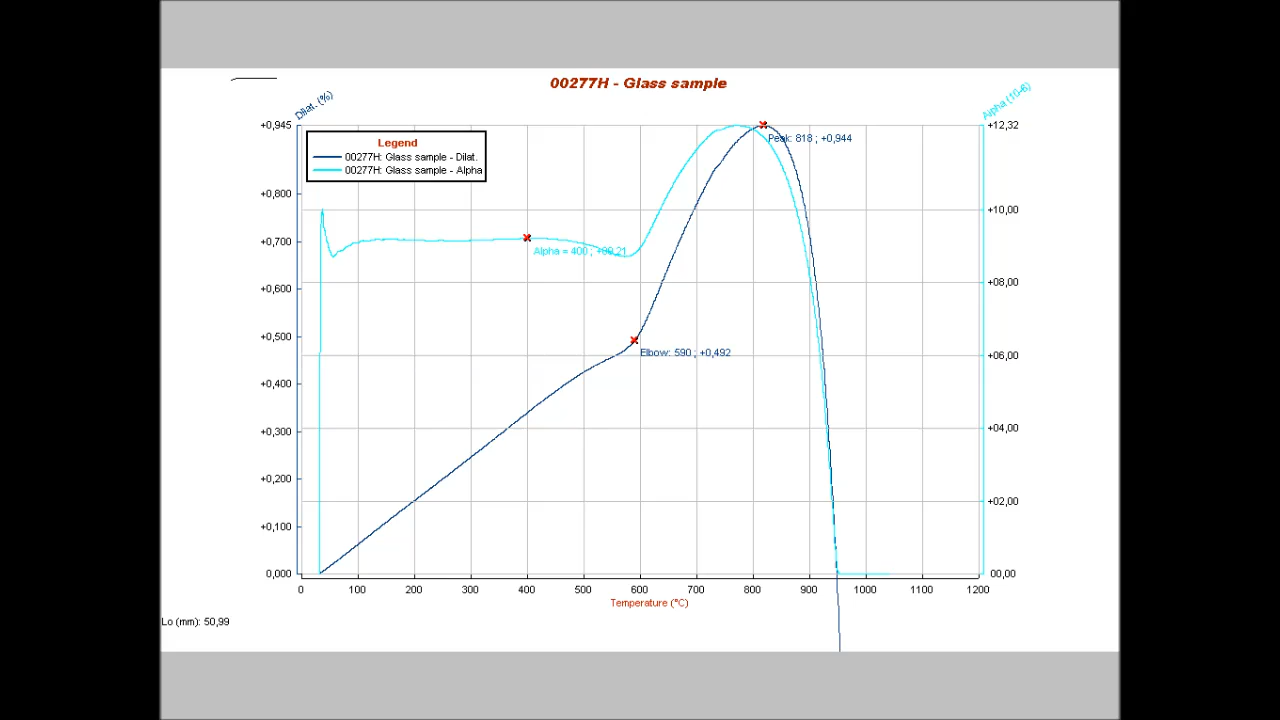 00277H - Glass sample
Dilat. (%)
Alpha (10-6)
+0,945
+0,800
+0,700
+0,600
+0,500
+0,400
+0,300
+0,200
+0,100
0,000
Legend
00277H: Glass sample - Dilat.
00277H: Glass sample - Alpha
Peak: 818 ; +0,944
Alpha = 400 ; +09,21
Elbow: 590 ; +0,492
+12,32
+10,00
+08,00
+06,00
+04,00
+02,00
00,00
0 100 200 300 400 500 600 700 800 900 1000 1100 1200
Temperature (°C)
Lo (mm): 50,99